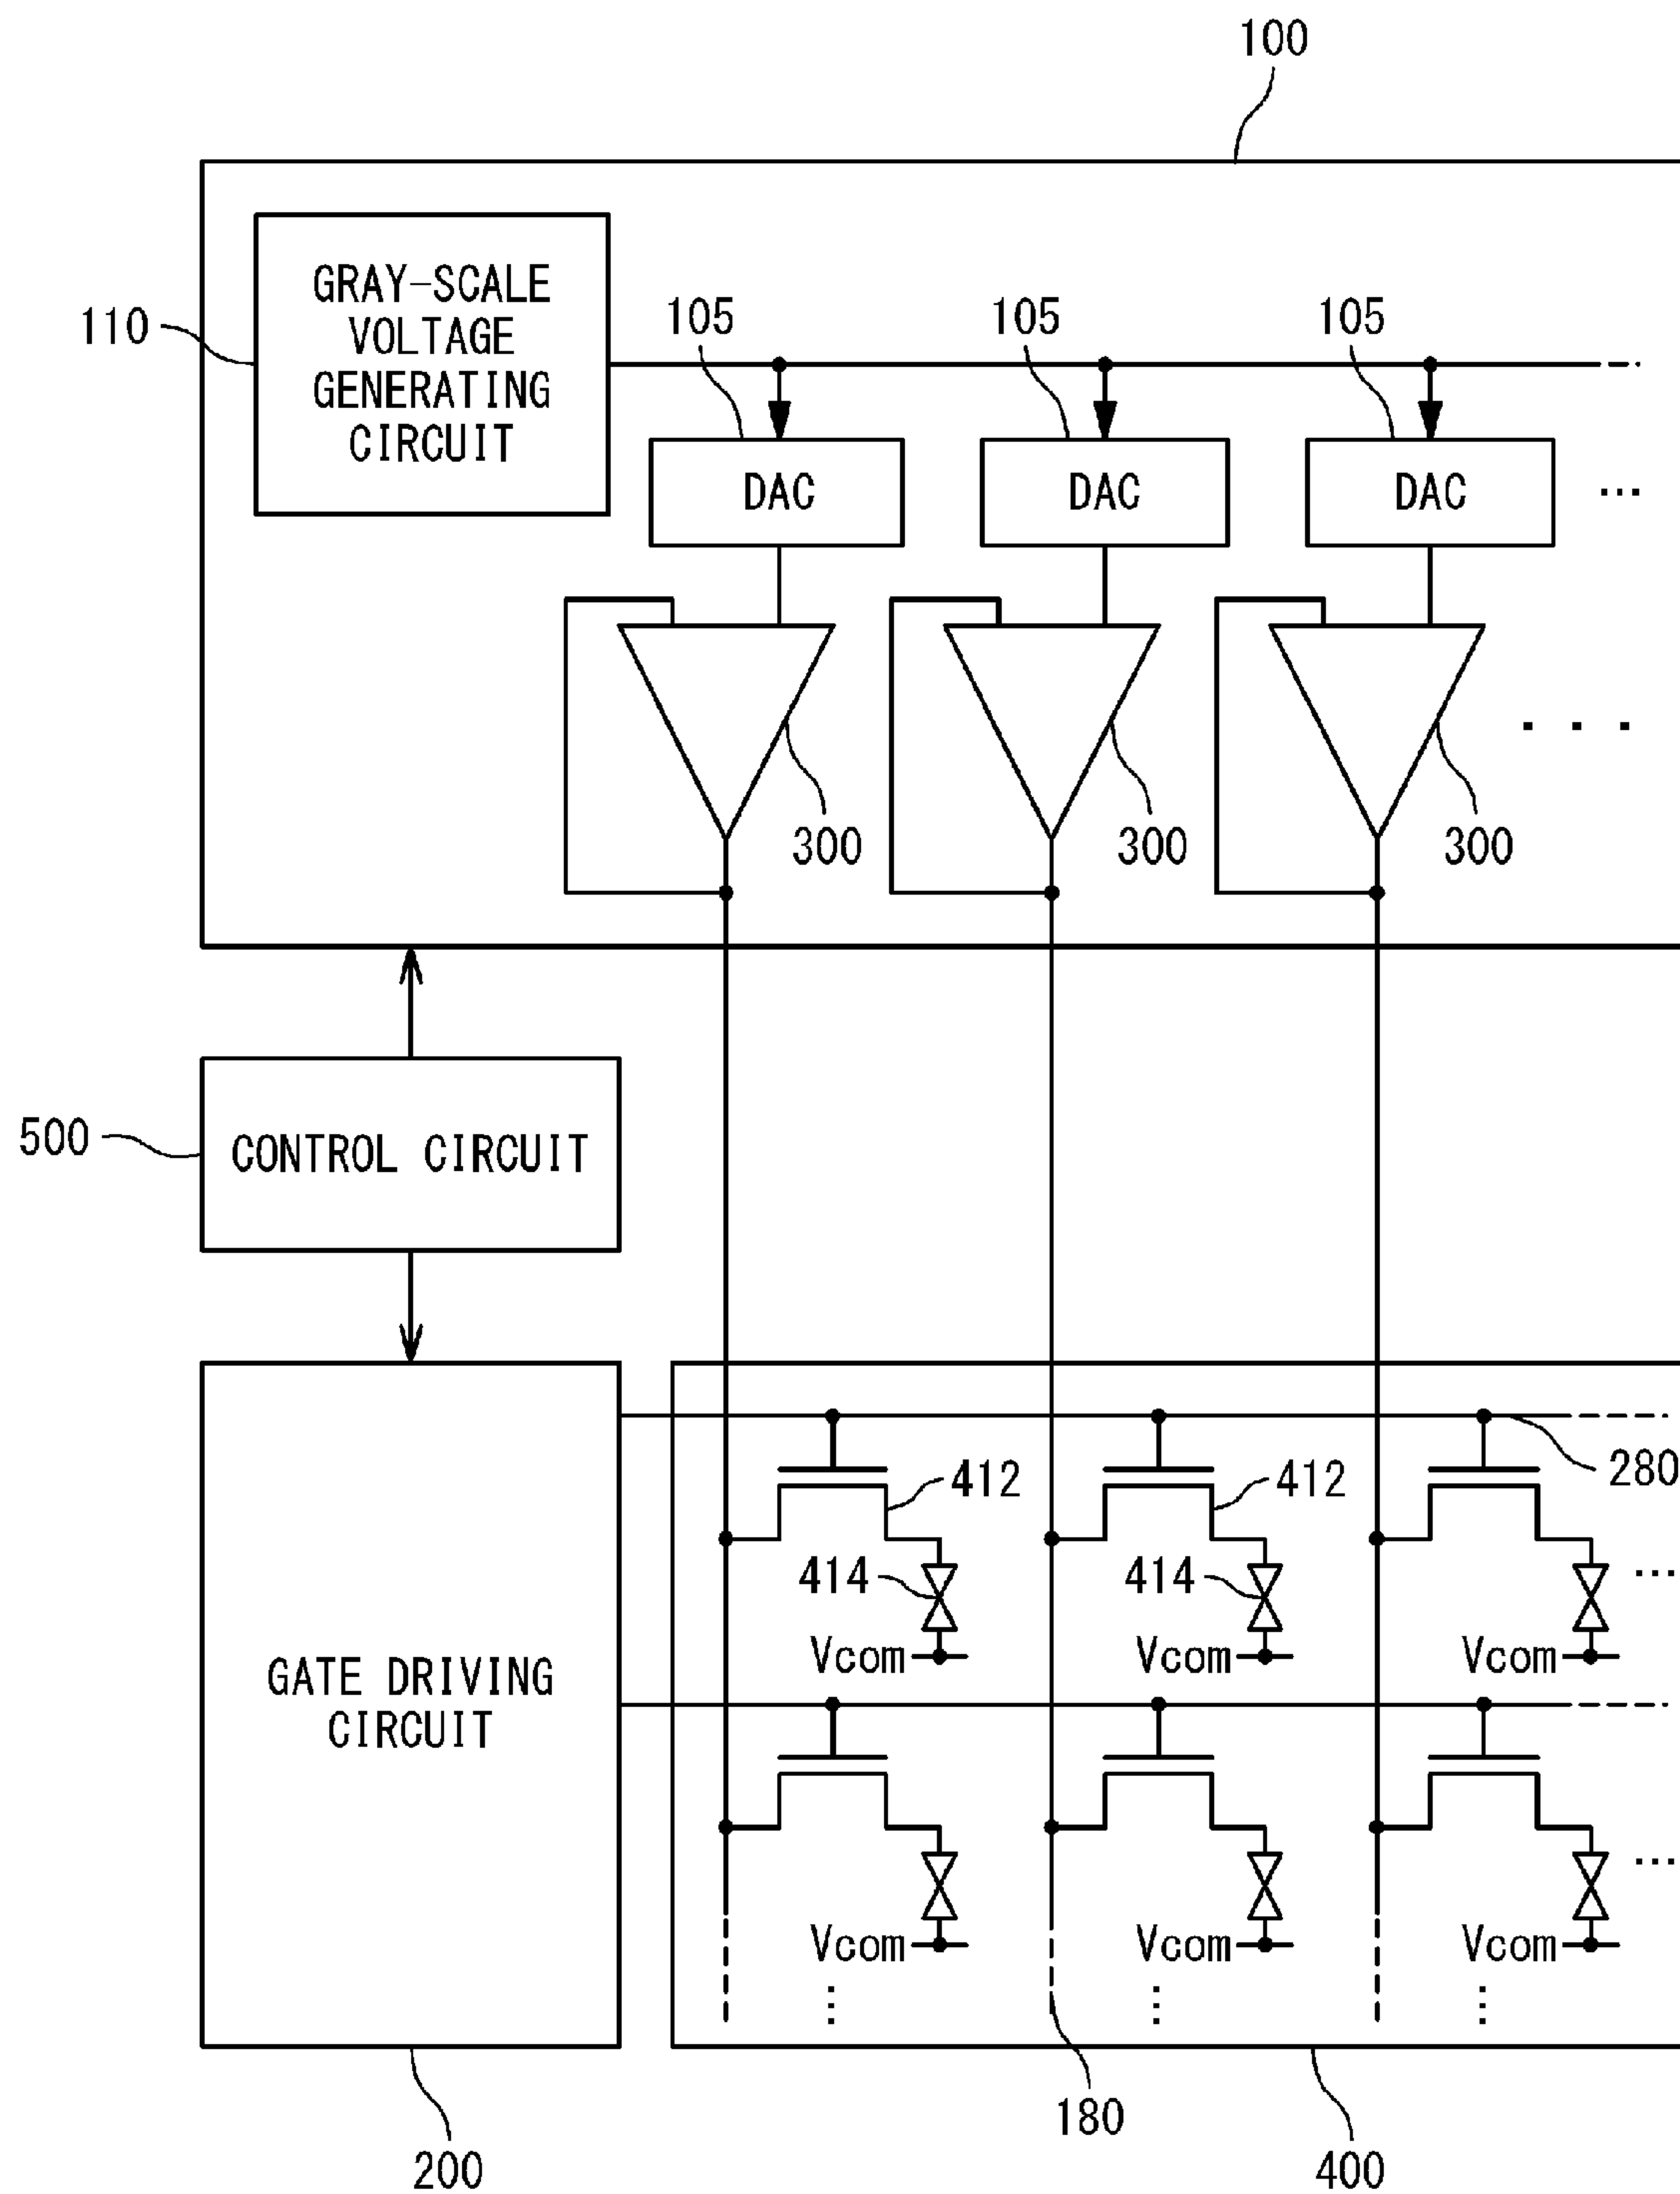 100
GRAY-SCALE
VOLTAGE
GENERATING
CIRCUIT
110
105
105
105
DAC
DAC
DAC
...
. . .
300
300
300
500
CONTROL CIRCUIT
280
412
412
414
414
...
Vcom
Vcom
Vcom
GATE DRIVING
CIRCUIT
...
Vcom
Vcom
Vcom
180
200
400